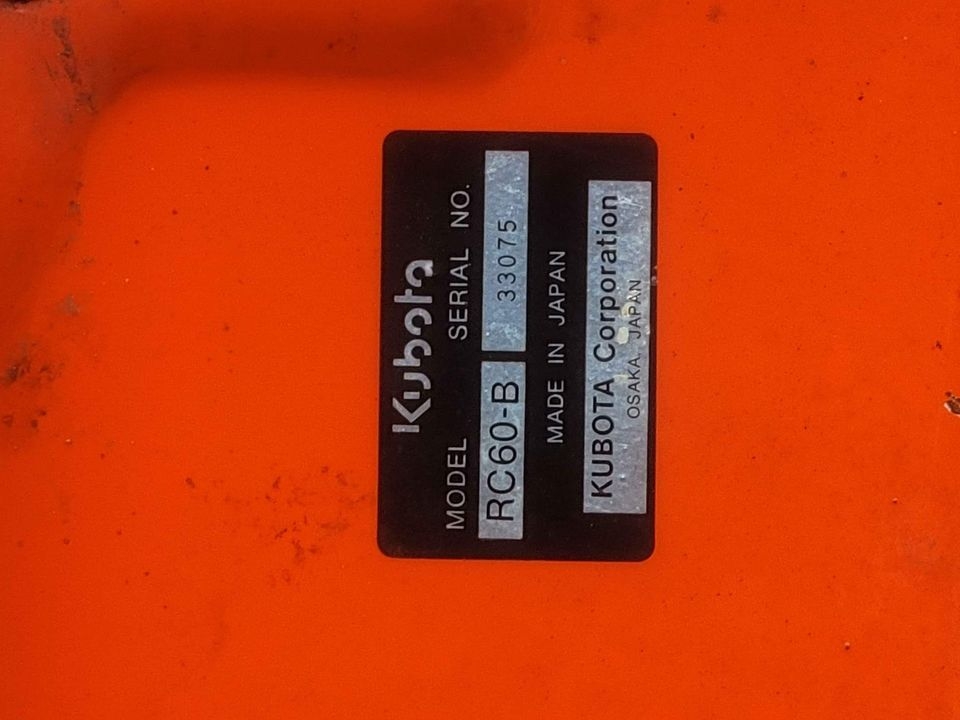 Kubota
MODEL SERIAL NO.
RC60-B 33075
MADE IN JAPAN
KUBOTA Corporation
OSAKA, JAPAN